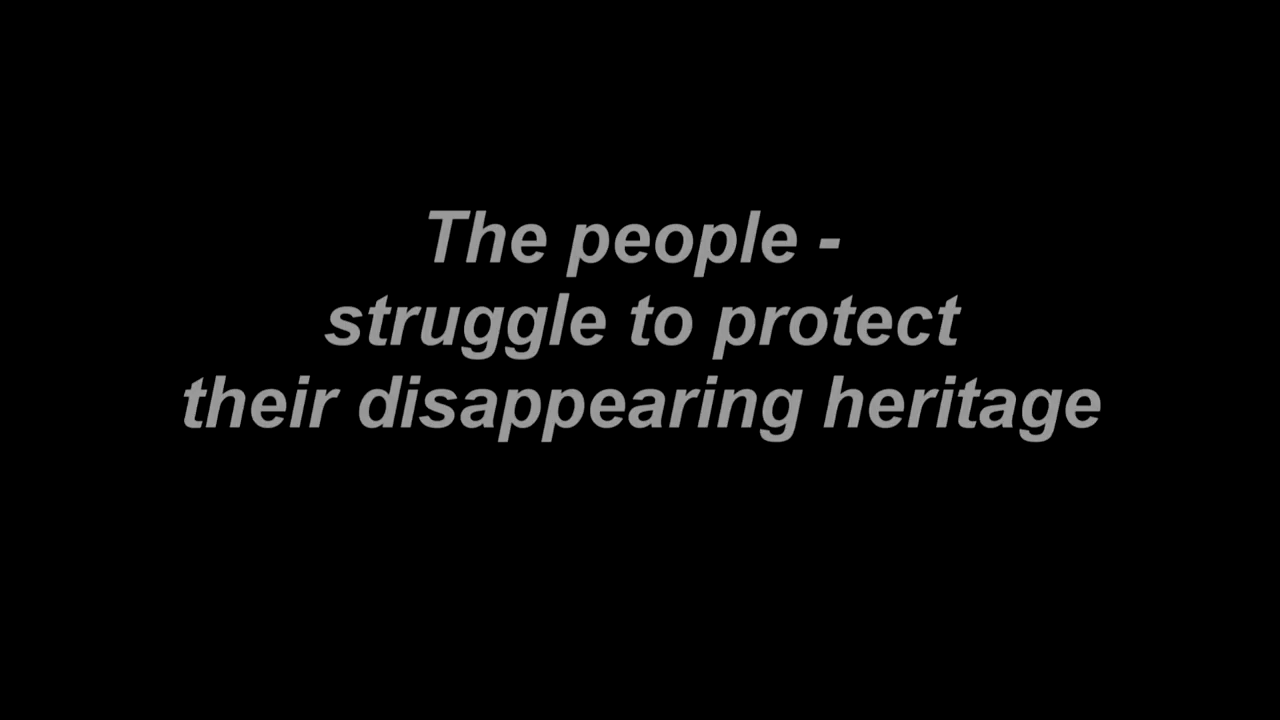 The people -
struggle to protect
their disappearing heritage